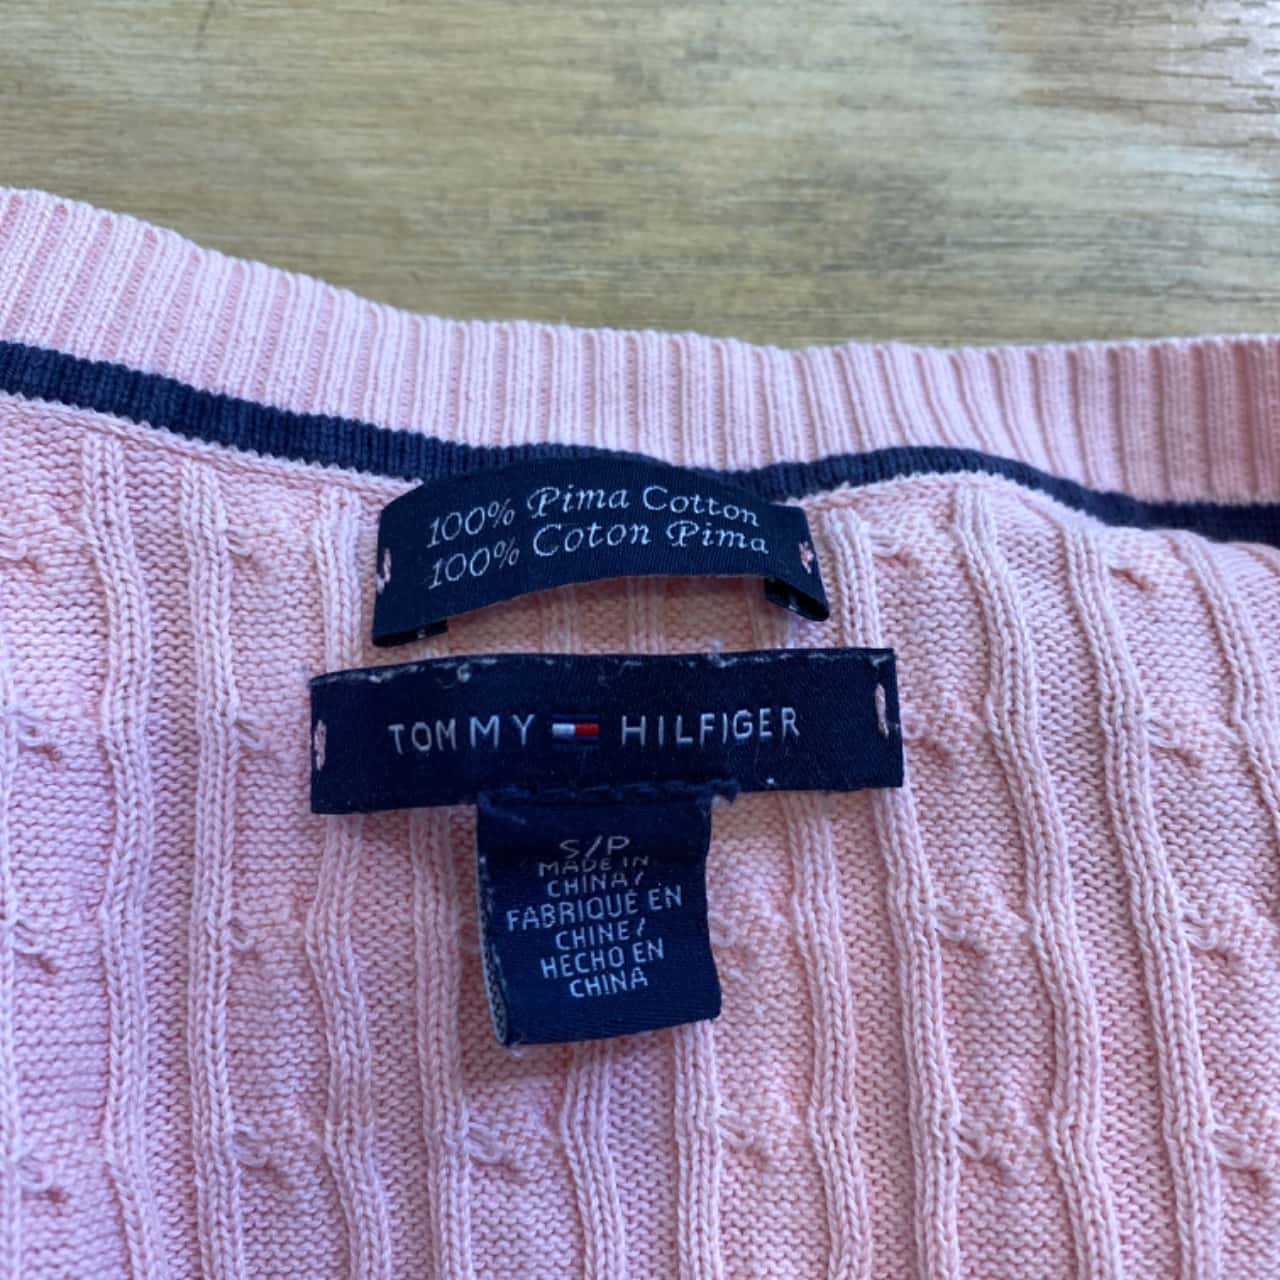 100% Pima Cotton
100% Coton Pima
TOMMY HILFIGER
S/P
MADE IN
CHINA/
FABRIQUÉ EN
CHINE/
HECHO EN
CHINA